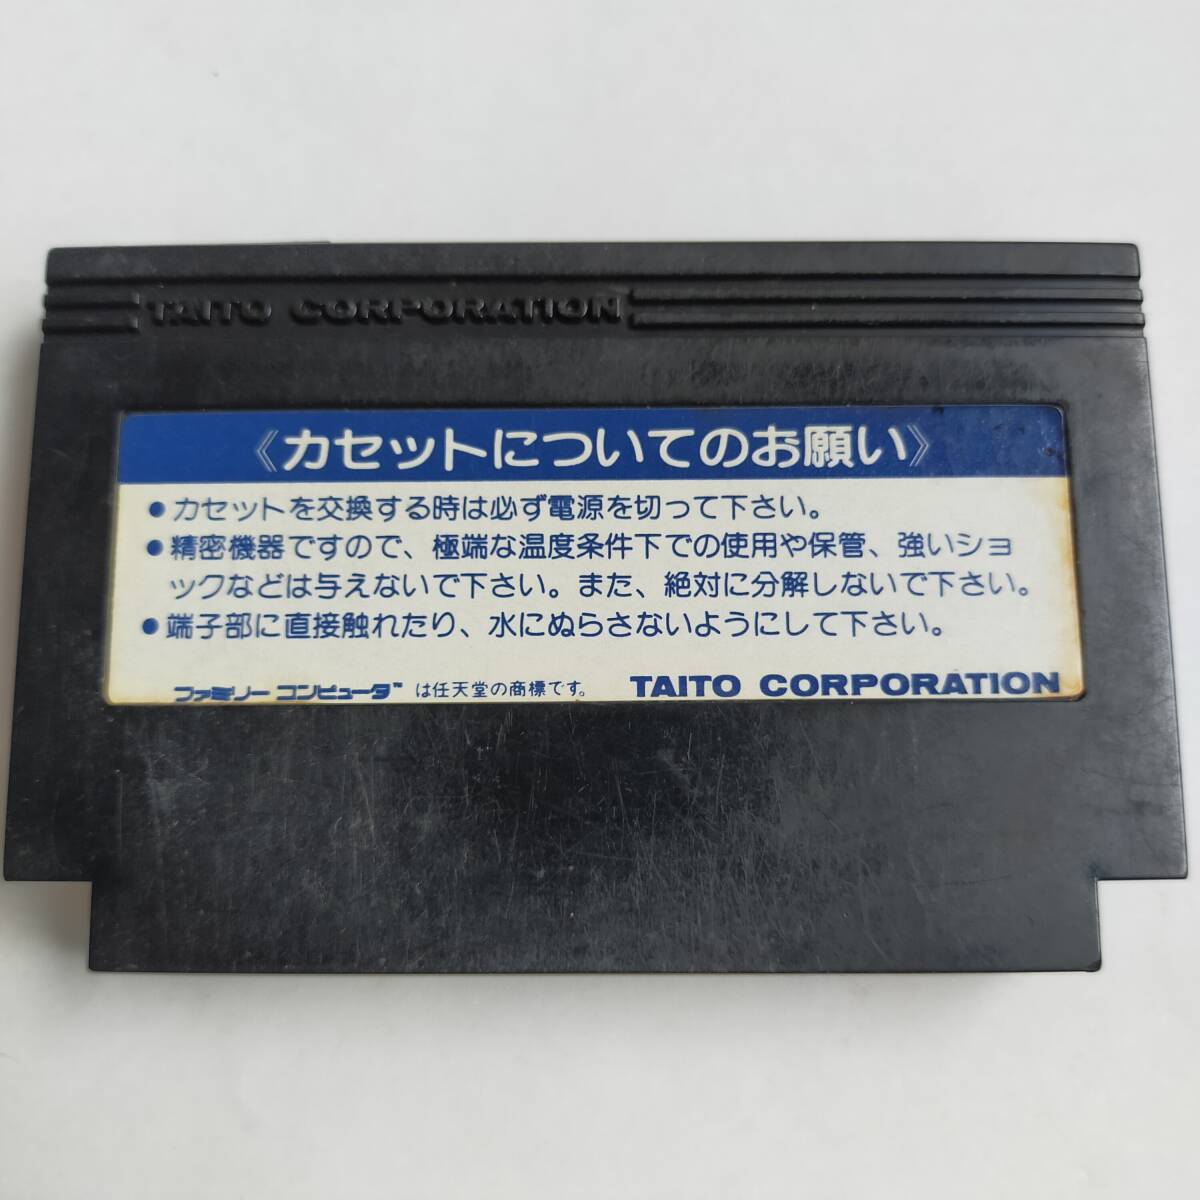 TAITO CORPORATION
《カセットについてのお願い》
●カセットを交換する時は必ず電源を切って下さい。
●精密機器ですので、極端な温度条件下での使用や保管、強いショ
ックなどは与えないで下さい。また、絶対に分解しないで下さい。
●端子部に直接触れたり、水にぬらさないようにして下さい。
ファミリーコンピュータ™は任天堂の商標です。 TAITO CORPORATION